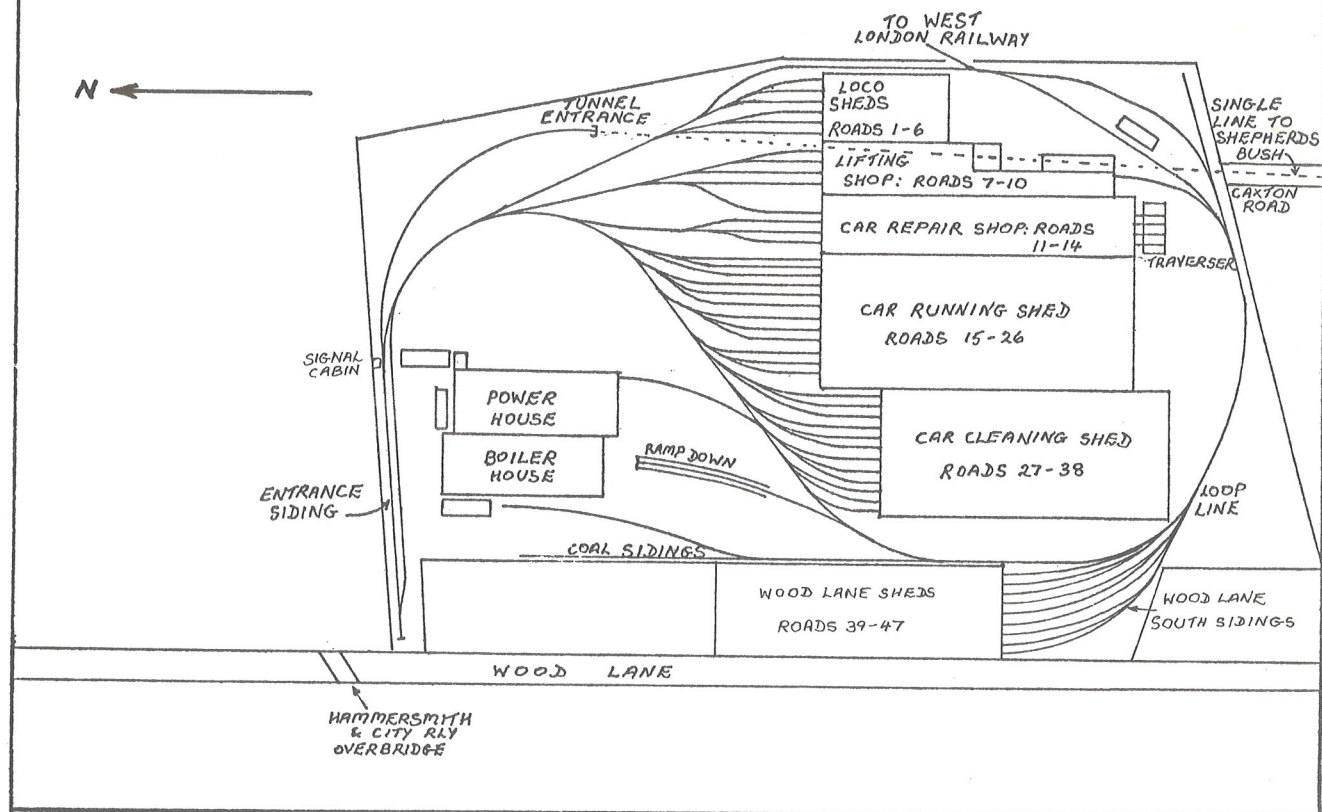 TO WEST
LONDON RAILWAY
N
TUNNEL
ENTRANCE
LOCO
SHEDS
ROADS 1-6
SINGLE
LINE TO
SHEPHERDS
BUSH
LIFTING
SHOP: ROADS 7-10
CAXTON
ROAD
CAR REPAIR SHOP: ROADS
11-14
TRAVERSER
CAR RUNNING SHED
ROADS 15-26
SIGNAL
CABIN
POWER
HOUSE
CAR CLEANING SHED
ROADS 27-38
RAMP DOWN
BOILER
HOUSE
ENTRANCE
SIDING
LOOP
LINE
COAL SIDINGS
WOOD LANE SHEDS
ROADS 39-47
WOOD LANE
SOUTH SIDINGS
WOOD LANE
HAMMERSMITH
& CITY RLY
OVERBRIDGE